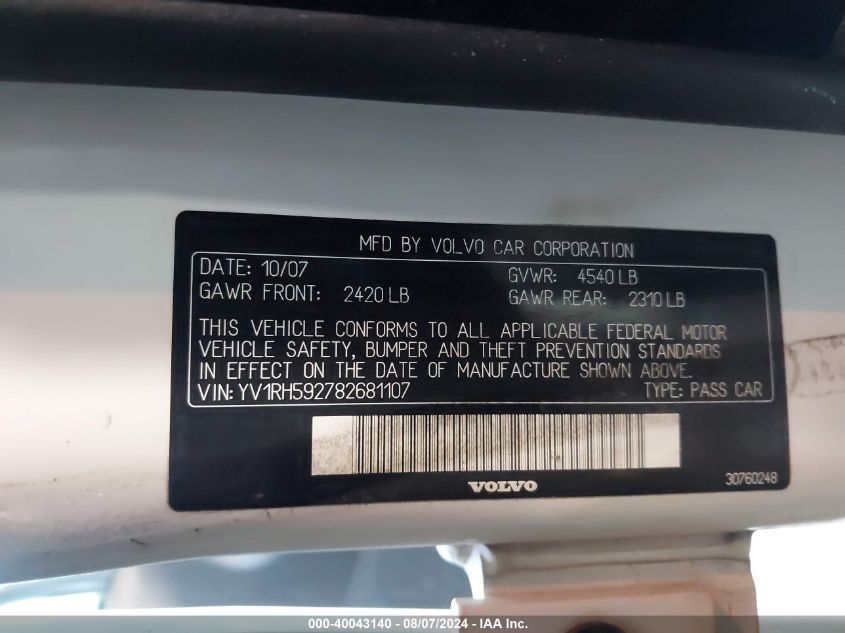 MFD BY VOLVO CAR CORPORATION
DATE: 10/07 GVWR: 4540 LB
GAWR FRONT: 2420 LB GAWR REAR: 2310 LB
THIS VEHICLE CONFORMS TO ALL APPLICABLE FEDERAL MOTOR
VEHICLE SAFETY, BUMPER AND THEFT PREVENTION STANDARDS
IN EFFECT ON THE DATE OF MANUFACTURE SHOWN ABOVE.
VIN: YV1RH592782681107 TYPE: PASS CAR
VOLVO
30760248
000-40043140 - 08/07/2024 - IAA Inc.